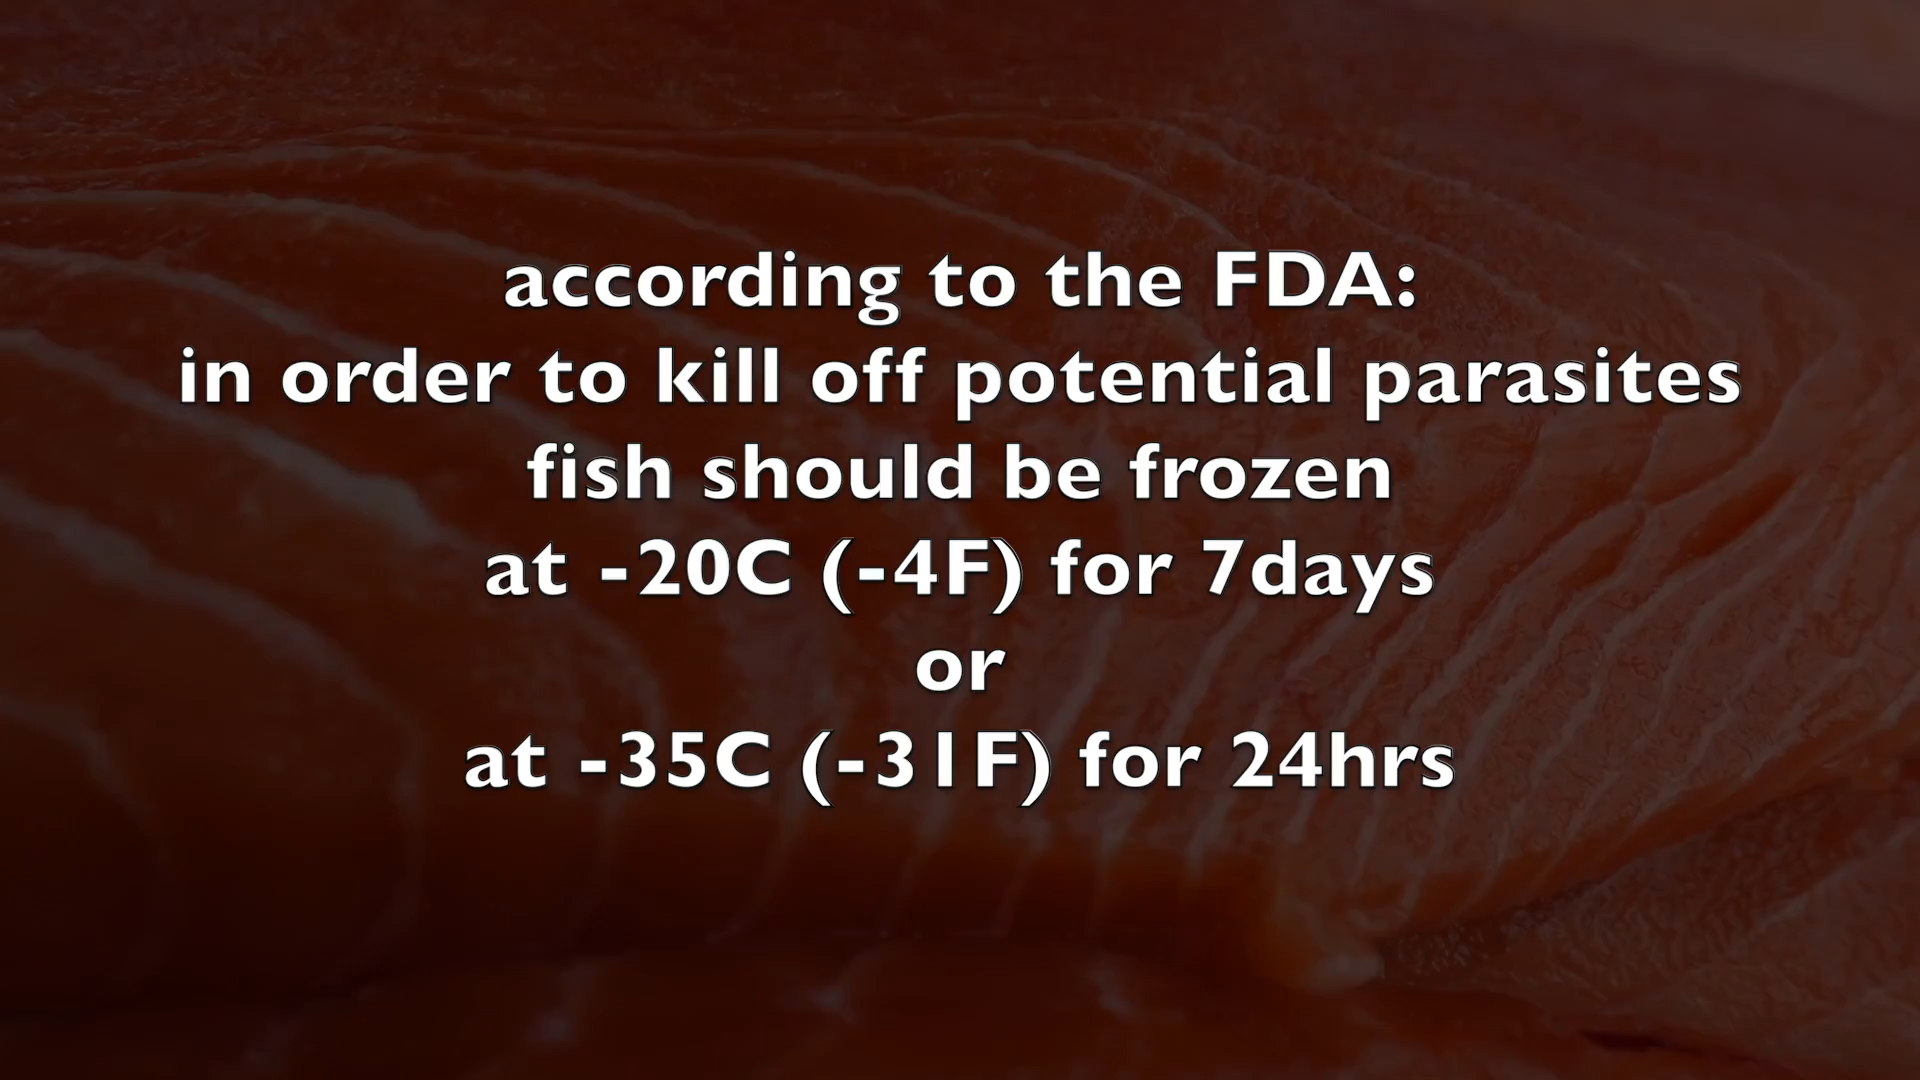 according to the FDA:
in order to kill off potential parasites
fish should be frozen
at -20C (-4F) for 7days
or
at -35C (-31F) for 24hrs